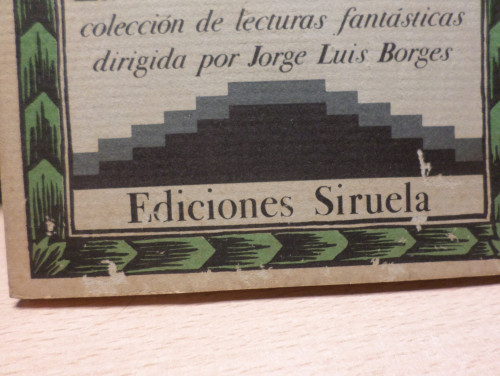 colección de lecturas fantásticas
dirigida por Jorge Luis Borges
Ediciones Siruela